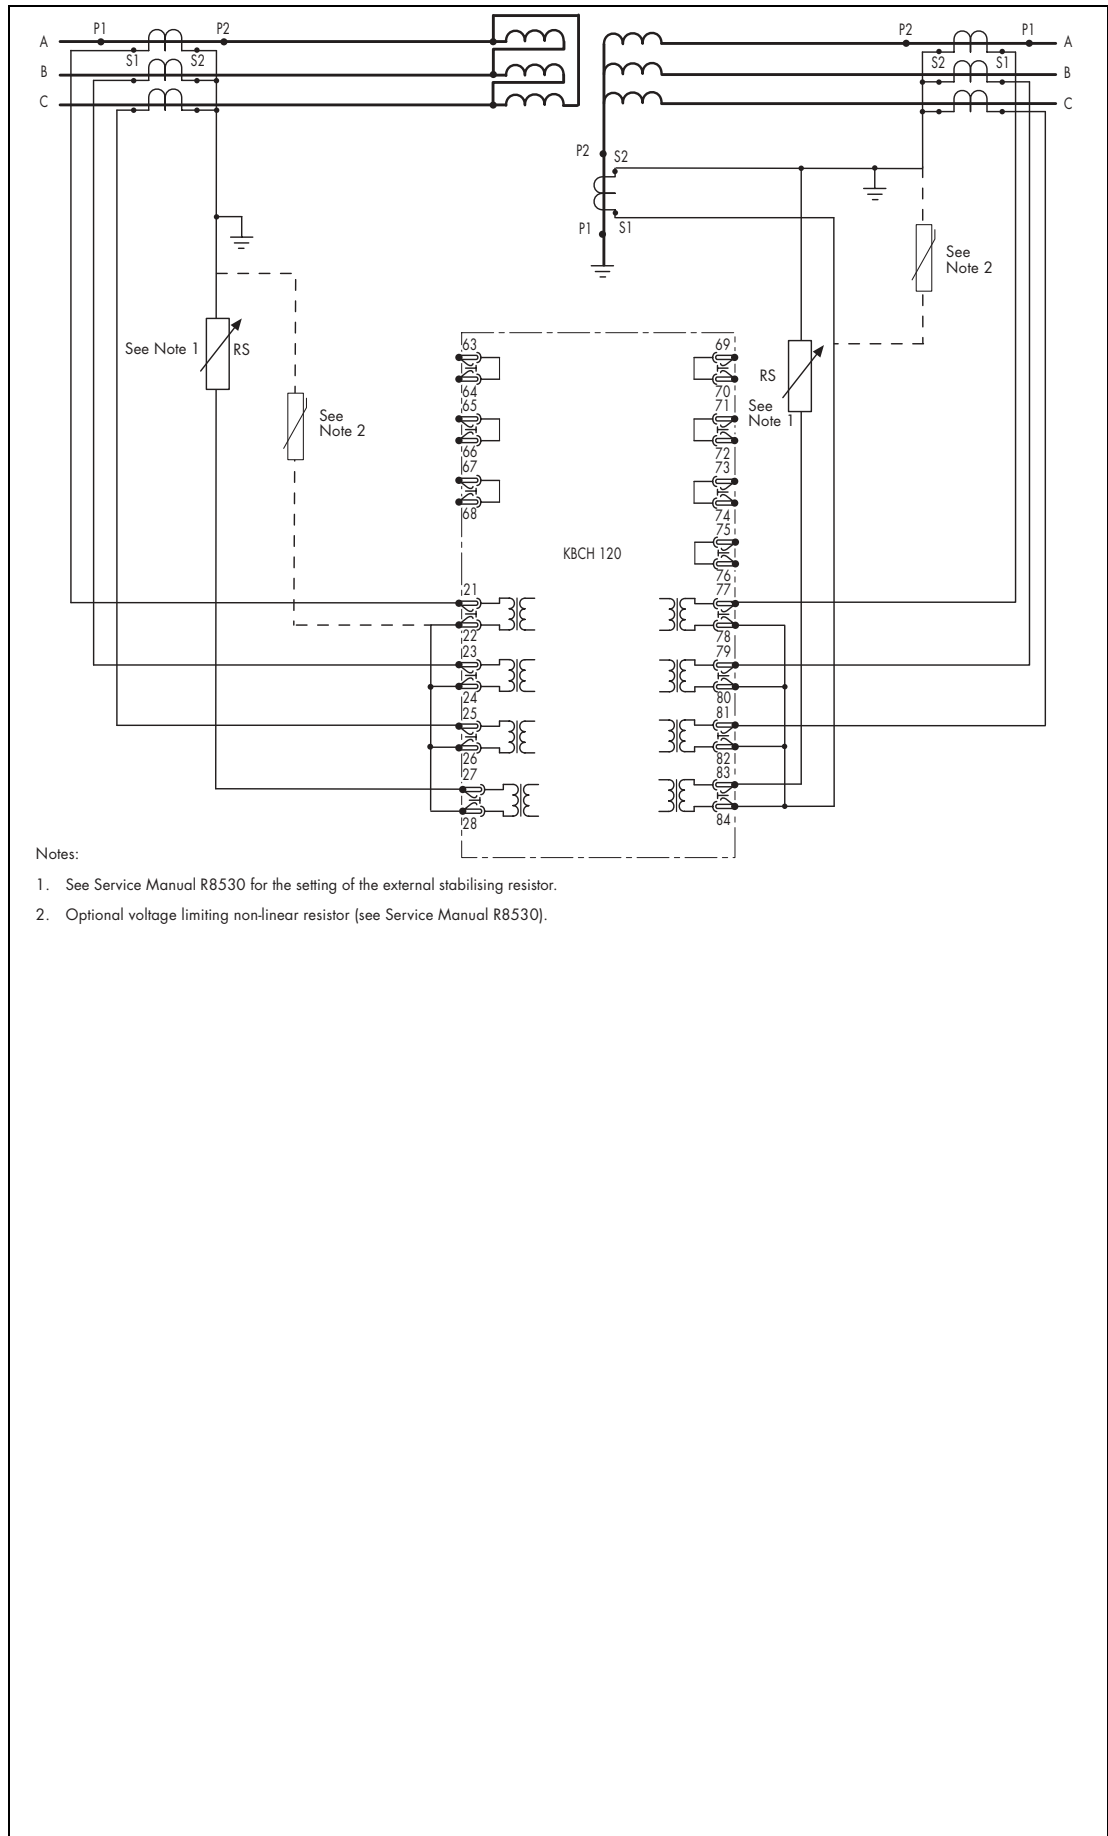 P1 P2 P2 P1
A A
S1 S2 S2 S1
B B
C C
P2 S2
P1 S1
See
Note 2
See Note 1 RS
RS
See
Note 1
See
Note 2
63 69
64 70
65 71
66 72
67 73
68 74
75
KBCH 120
76
21 77
22 78
23 79
24 80
25 81
26 82
27 83
28 84
Notes:
1. See Service Manual R8530 for the setting of the external stabilising resistor.
2. Optional voltage limiting non-linear resistor (see Service Manual R8530).